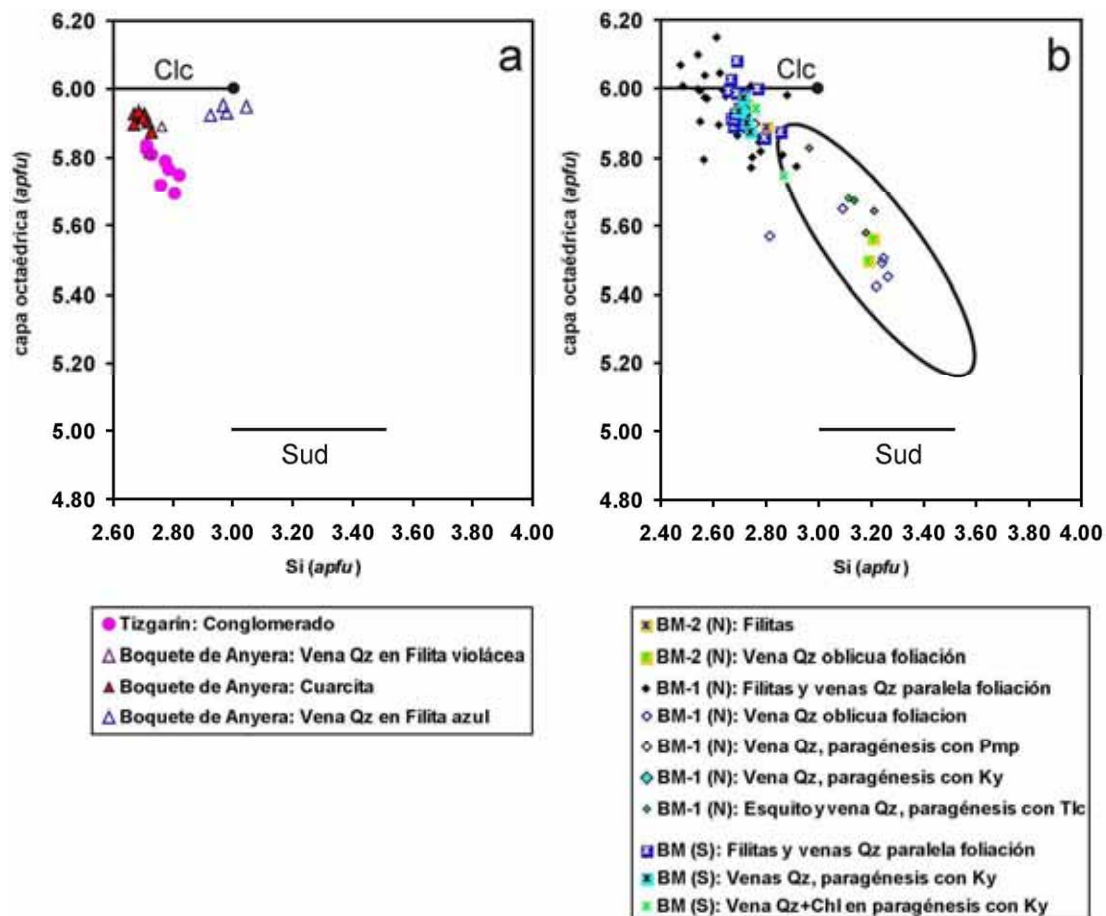 a
6.20
6.00
5.80
5.60
5.40
5.20
5.00
4.80
capa octaédrica (apfu)
Clc
Sud
2.60 2.80 3.00 3.20 3.40 3.60 3.80 4.00
Si (apfu)
Tizgarín: Conglomerado
Boquete de Anyera: Vena Qz en Filita violácea
Boquete de Anyera: Cuarcita
Boquete de Anyera: Vena Qz en Filita azul
b
6.20
6.00
5.80
5.60
5.40
5.20
5.00
4.80
capa octaédrica (apfu)
Clc
Sud
2.40 2.60 2.80 3.00 3.20 3.40 3.60 3.80 4.00
Si (apfu)
BM-2 (N): Filitas
BM-2 (N): Vena Qz oblicua foliación
BM-1 (N): Filitas y venas Qz paralela foliación
BM-1 (N): Vena Qz oblicua foliacion
BM-1 (N): Vena Qz, paragénesis con Pmp
BM-1 (N): Vena Qz, paragénesis con Ky
BM-1 (N): Esquito y vena Qz, paragénesis con Tlc
BM (S): Filitas y venas Qz paralela foliación
BM (S): Venas Qz, paragénesis con Ky
BM (S): Vena Qz+Chl en paragénesis con Ky